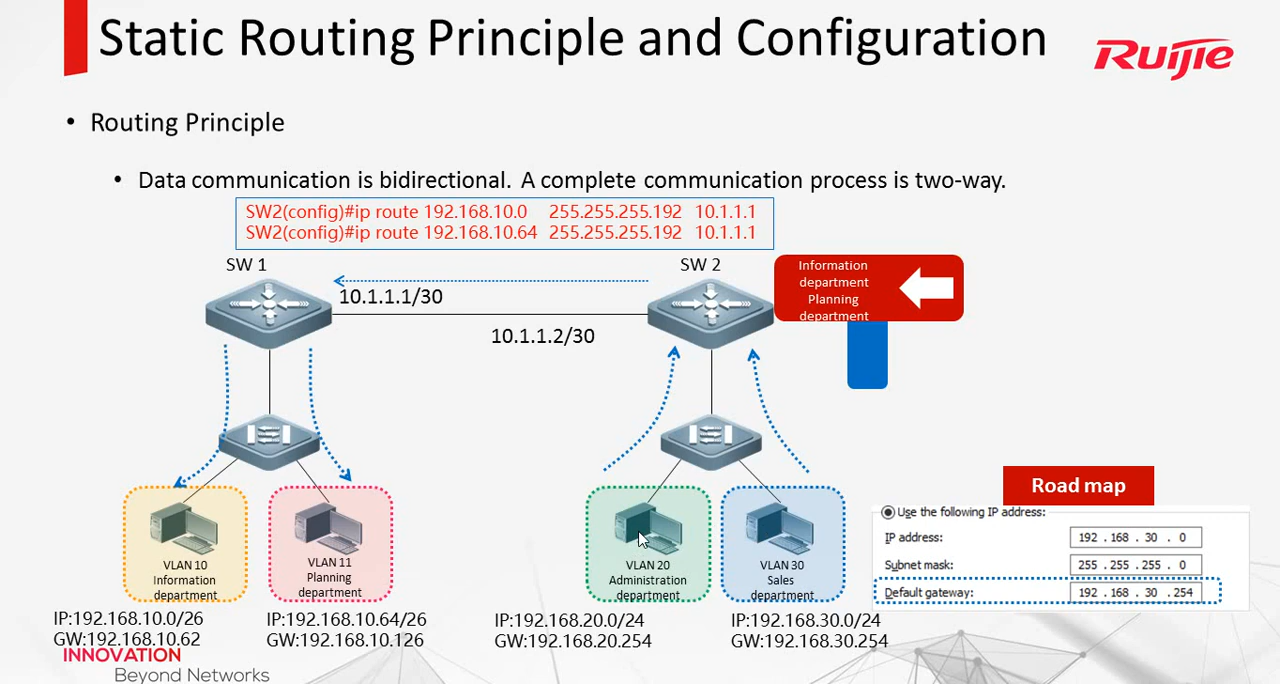 Static Routing Principle and Configuration
Ruijie
• Routing Principle
• Data communication is bidirectional. A complete communication process is two-way.
SW2(config)#ip route 192.168.10.0 255.255.255.192 10.1.1.1
SW2(config)#ip route 192.168.10.64 255.255.255.192 10.1.1.1
SW 1
SW 2
Information
department
Planning
department
10.1.1.1/30
10.1.1.2/30
Road map
Use the following IP address:
IP address: 192 . 168 . 30 . 0
Subnet mask: 255 . 255 . 255 . 0
Default gateway: 192 . 168 . 30 . 254
VLAN 10
Information
department
VLAN 11
Planning
department
VLAN 20
Administration
department
VLAN 30
Sales
department
IP:192.168.10.0/26
GW:192.168.10.62
IP:192.168.10.64/26
GW:192.168.10.126
IP:192.168.20.0/24
GW:192.168.20.254
IP:192.168.30.0/24
GW:192.168.30.254
INNOVATION
Beyond Networks